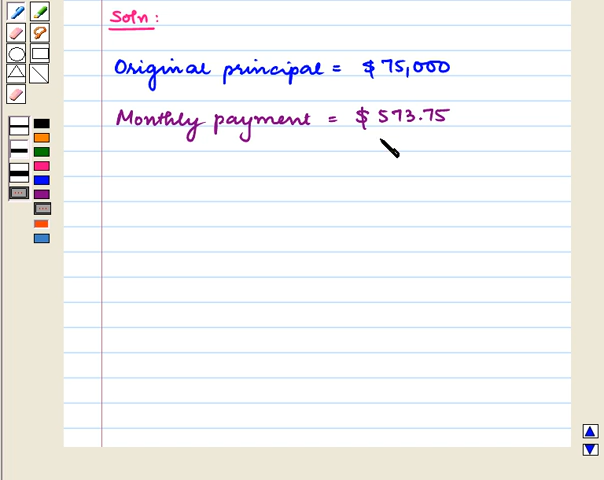 Soln :
Original principal = $ 75,000
Monthly payment = $ 573.75